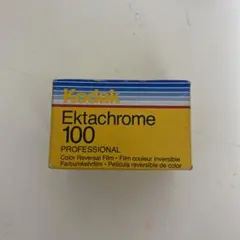 Kodak
Ektachrome
100
PROFESSIONAL
Color Reversal Film • Film couleur inversible
Farbumkehrfilm • Película reversible de color